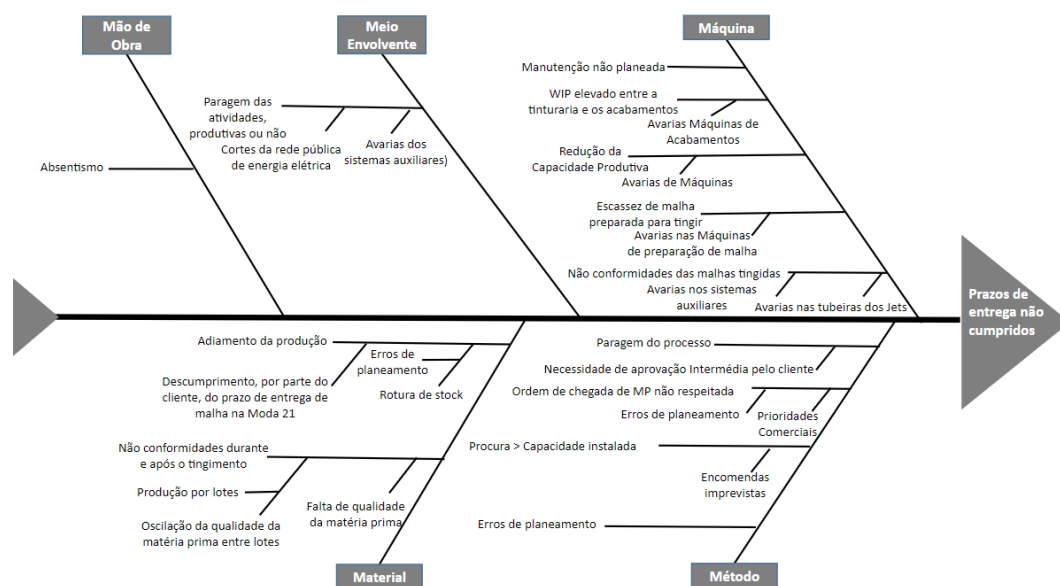 Mão de
Obra
Meio
Envolvente
Máquina
Manutenção não planeada
WIP elevado entre a
tinturaria e os acabamentos
Avarias Máquinas de
Acabamentos
Paragem das
atividades,
produtivas ou não
Cortes da rede pública
de energia elétrica
Avarias dos
sistemas auxiliares)
Absentismo
Redução da
Capacidade Produtiva
Avarias de Máquinas
Escassez de malha
preparada para tingir
Avarias nas Máquinas
de preparação de malha
Não conformidades das malhas tingidas
Avarias nos sistemas
auxiliares
Avarias nas tubeiras dos Jets
Prazos de
entrega não
cumpridos
Adiamento da produção
Erros de
planeamento
Rotura de stock
Descumprimento, por parte do
cliente, do prazo de entrega de
malha na Moda 21
Não conformidades durante
e após o tingimento
Produção por lotes
Oscilação da qualidade da
matéria prima entre lotes
Falta de qualidade
da matéria prima
Paragem do processo
Necessidade de aprovação Intermédia pelo cliente
Ordem de chegada de MP não respeitada
Erros de planeamento
Prioridades
Comerciais
Procura > Capacidade instalada
Encomendas
imprevistas
Erros de planeamento
Material
Método